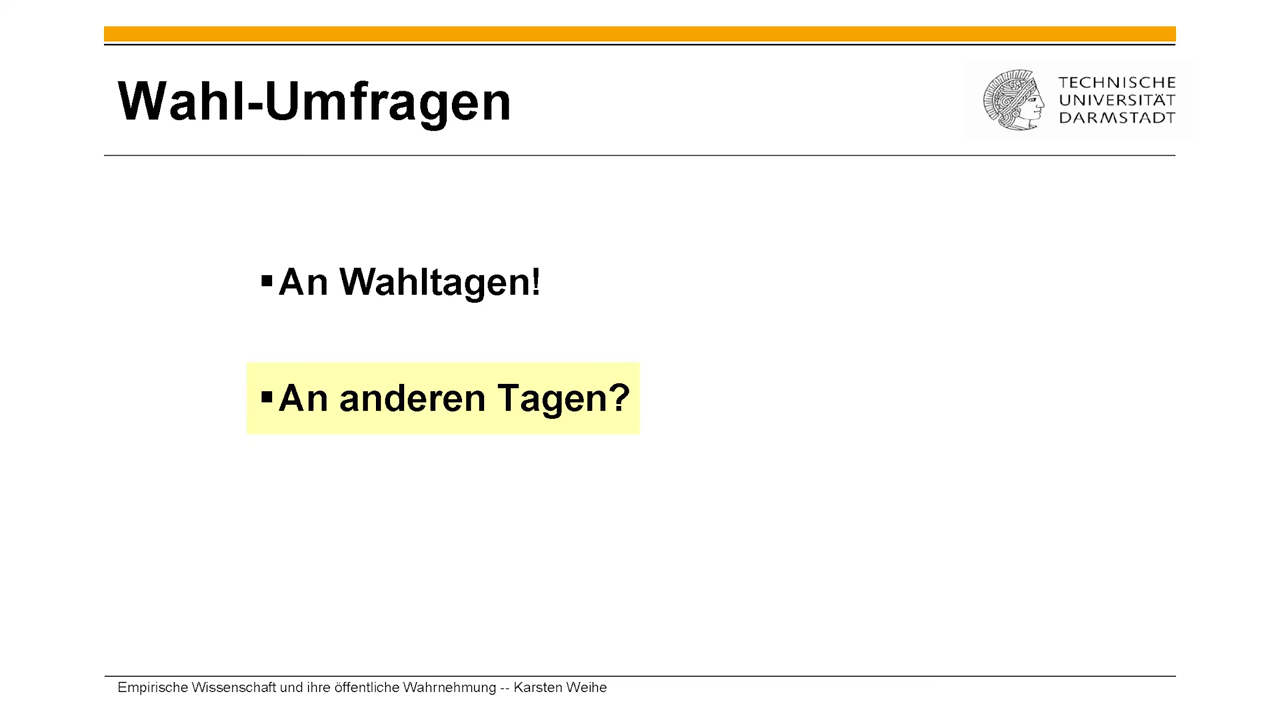 Wahl-Umfragen
TECHNISCHE
UNIVERSITÄT
DARMSTADT
▪An Wahltagen!
▪An anderen Tagen?
Empirische Wissenschaft und ihre öffentliche Wahrnehmung -- Karsten Weihe